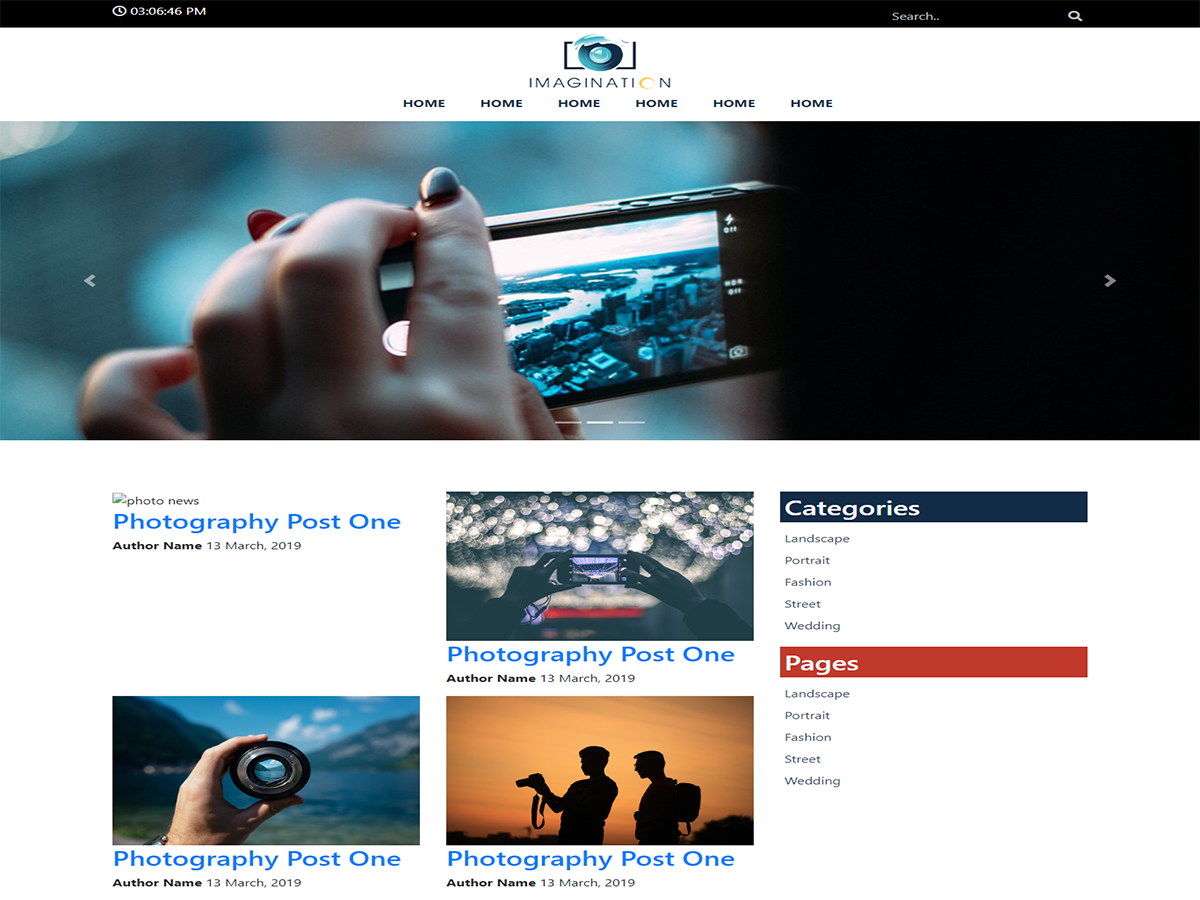 03:06:46 PM
Search..
IMAGINATION
HOME HOME HOME HOME HOME HOME
Off
HDR
Off
photo news
Photography Post One
Author Name 13 March, 2019
Photography Post One
Author Name 13 March, 2019
Photography Post One
Author Name 13 March, 2019
Photography Post One
Author Name 13 March, 2019
Categories
Landscape
Portrait
Fashion
Street
Wedding
Pages
Landscape
Portrait
Fashion
Street
Wedding